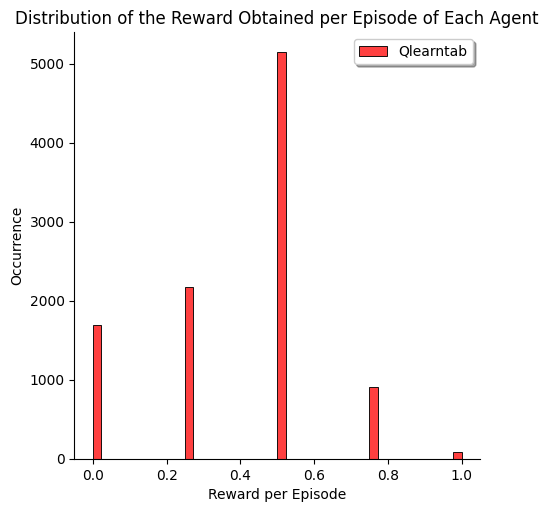 Distribution of the Reward Obtained per Episode of Each Agent
Qlearntab
5000
4000
3000
2000
1000
0
Occurrence
0.0 0.2 0.4 0.6 0.8 1.0
Reward per Episode